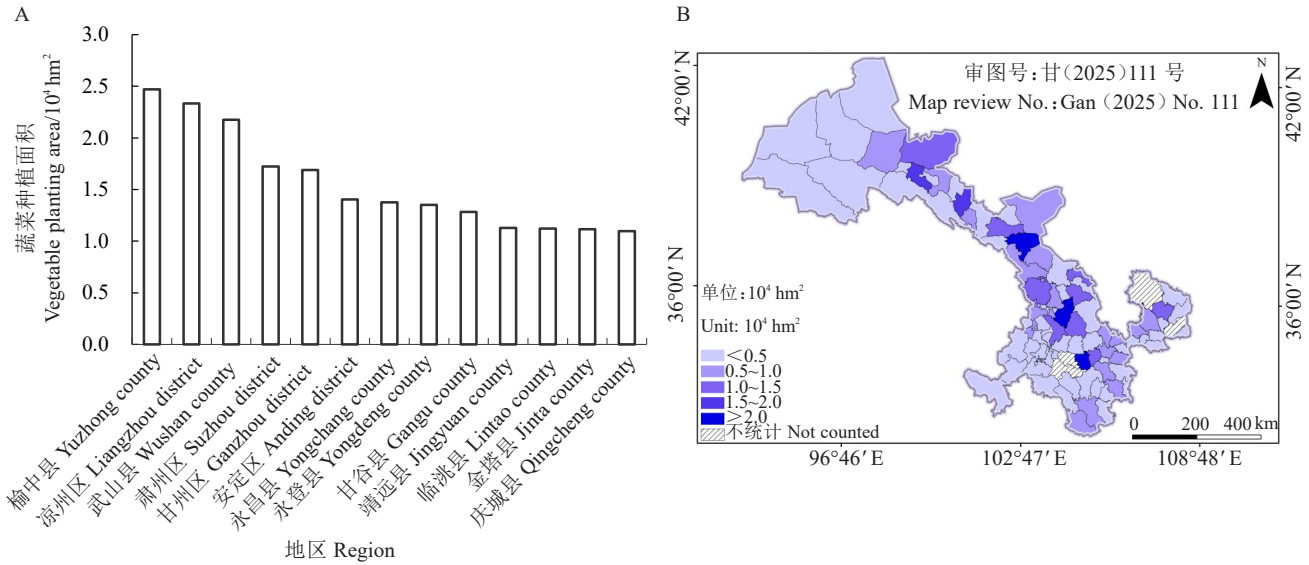 A
蔬菜种植面积
Vegetable planting area/10⁴ hm²
3.0
2.5
2.0
1.5
1.0
0.5
0.0
榆中县 Yuzhong county
凉州区 Liangzhou district
武山县 Wushan county
肃州区 Suzhou district
甘州区 Ganzhou district
安定区 Anding district
永昌县 Yongchang county
永登县 Yongdeng county
甘谷县 Gangu county
靖远县 Jingyuan county
临洮县 Lintao county
金塔县 Jinta county
庆城县 Qingcheng county
地区 Region
B
审图号:甘(2025)111 号
Map review No.:Gan (2025) No. 111
N
42°00′ N
36°00′ N
42°00′ N
36°00′ N
单位:10⁴ hm²
Unit: 10⁴ hm²
<0.5
0.5~1.0
1.0~1.5
1.5~2.0
>2.0
不统计 Not counted
0 200 400 km
96°46′ E
102°47′ E
108°48′ E